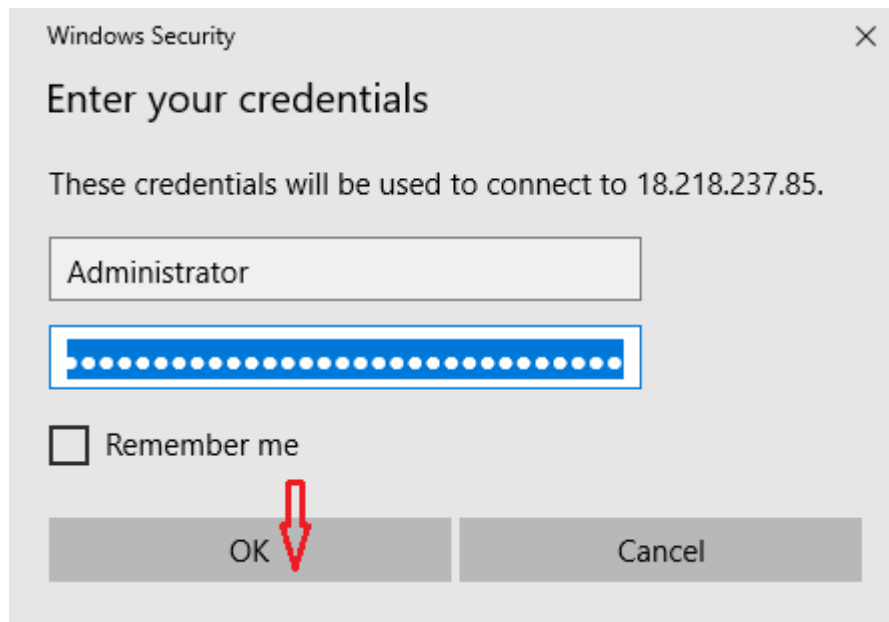 Windows Security
Enter your credentials
These credentials will be used to connect to 18.218.237.85.
Administrator
Remember me
OK
Cancel